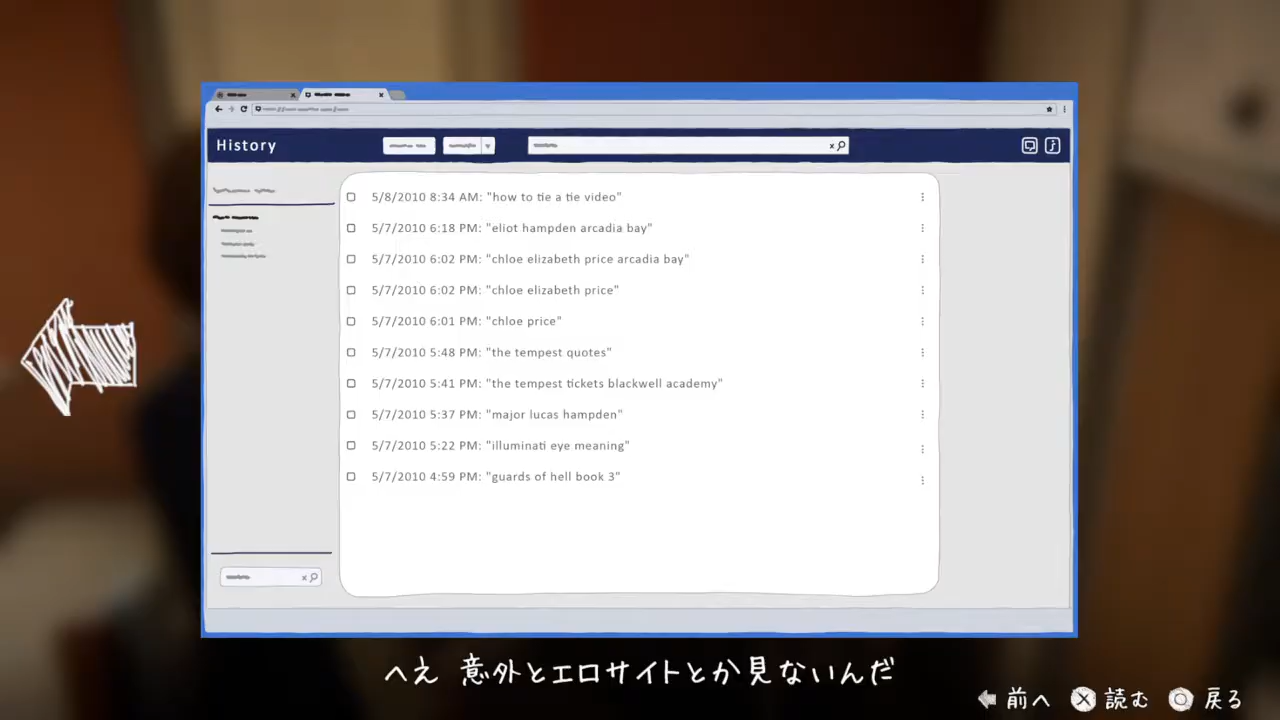 History
5/8/2010 8:34 AM: "how to tie a tie video"
5/7/2010 6:18 PM: "eliot hampden arcadia bay"
5/7/2010 6:02 PM: "chloe elizabeth price arcadia bay"
5/7/2010 6:02 PM: "chloe elizabeth price"
5/7/2010 6:01 PM: "chloe price"
5/7/2010 5:48 PM: "the tempest quotes"
5/7/2010 5:41 PM: "the tempest tickets blackwell academy"
5/7/2010 5:37 PM: "major lucas hampden"
5/7/2010 5:22 PM: "illuminati eye meaning"
5/7/2010 4:59 PM: "guards of hell book 3"
へえ 意外とエロサイトとか見ないんだ
前へ 読む 戻る